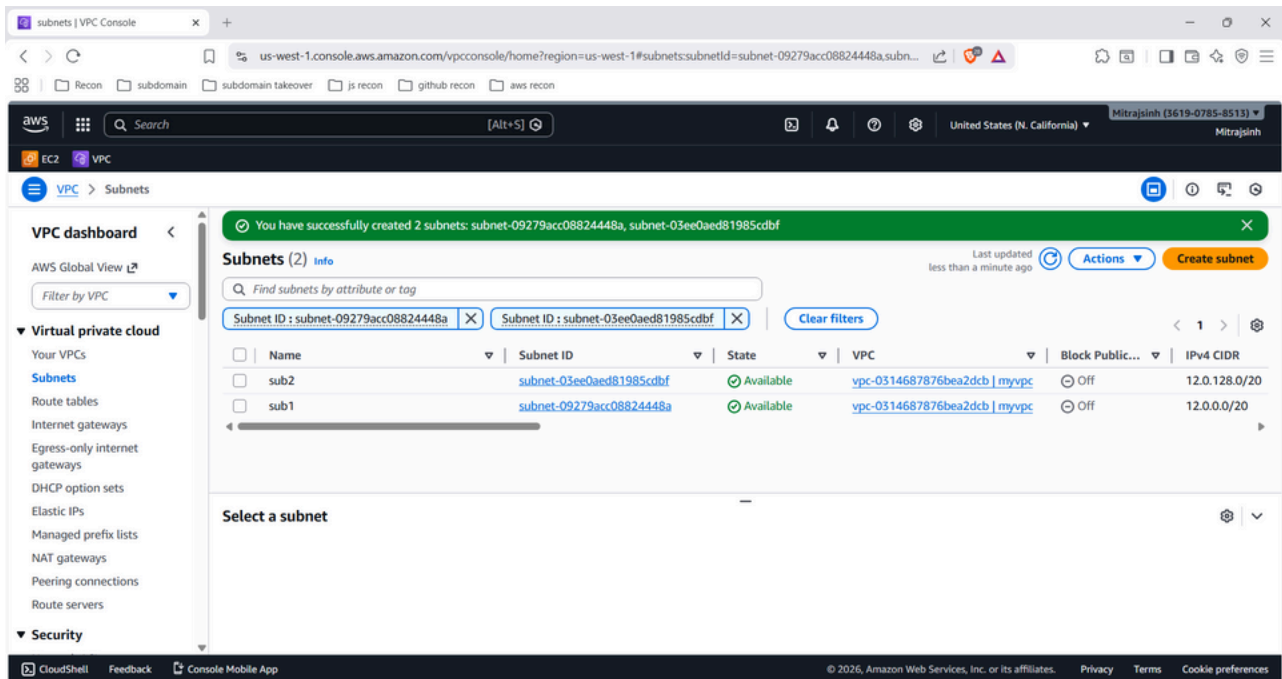 subnets | VPC Console
us-west-1.console.aws.amazon.com/vpcconsole/home?region=us-west-1#subnets:subnetId=subnet-09279acc08824448a,subn...
Recon subdomain subdomain takeover js recon github recon aws recon
aws Search [Alt+S] United States (N. California) Mitrajsinh (3619-0785-8513)
Mitrajsinh
EC2 VPC
VPC > Subnets
VPC dashboard
AWS Global View
Filter by VPC
Virtual private cloud
Your VPCs
Subnets
Route tables
Internet gateways
Egress-only internet
gateways
DHCP option sets
Elastic IPs
Managed prefix lists
NAT gateways
Peering connections
Route servers
Security
You have successfully created 2 subnets: subnet-09279acc08824448a, subnet-03ee0aed81985cdbf
Subnets (2) Info
Last updated
less than a minute ago
Actions
Create subnet
Find subnets by attribute or tag
Subnet ID : subnet-09279acc08824448a Subnet ID : subnet-03ee0aed81985cdbf Clear filters
1
Name Subnet ID State VPC Block Public... IPv4 CIDR
sub2 subnet-03ee0aed81985cdbf Available vpc-0314687876bea2dcb | myvpc Off 12.0.128.0/20
sub1 subnet-09279acc08824448a Available vpc-0314687876bea2dcb | myvpc Off 12.0.0.0/20
Select a subnet
CloudShell Feedback Console Mobile App © 2026, Amazon Web Services, Inc. or its affiliates. Privacy Terms Cookie preferences